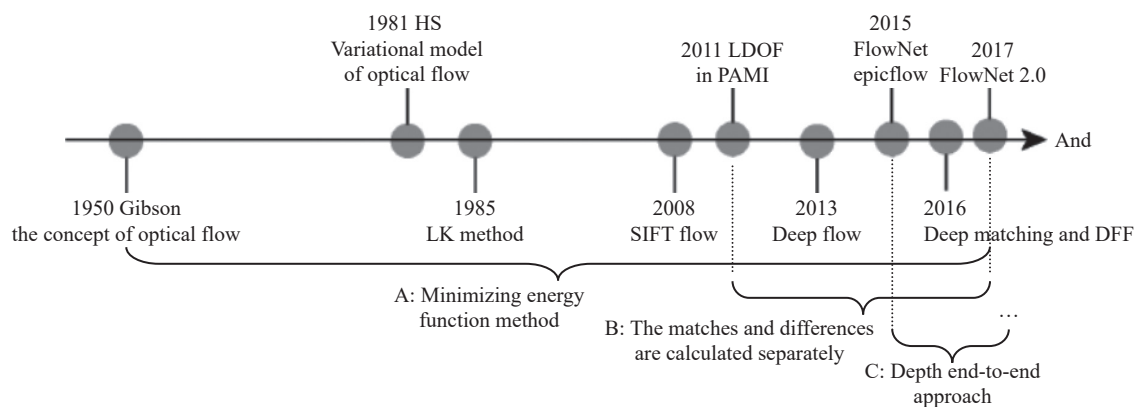 1981 HS
Variational model
of optical flow
2011 LDOF
in PAMI
2015
FlowNet
epicflow
2017
FlowNet 2.0
And
1950 Gibson
the concept of optical flow
1985
LK method
2008
SIFT flow
2013
Deep flow
2016
Deep matching and DFF
A: Minimizing energy
function method
B: The matches and differences
are calculated separately
...
C: Depth end-to-end
approach